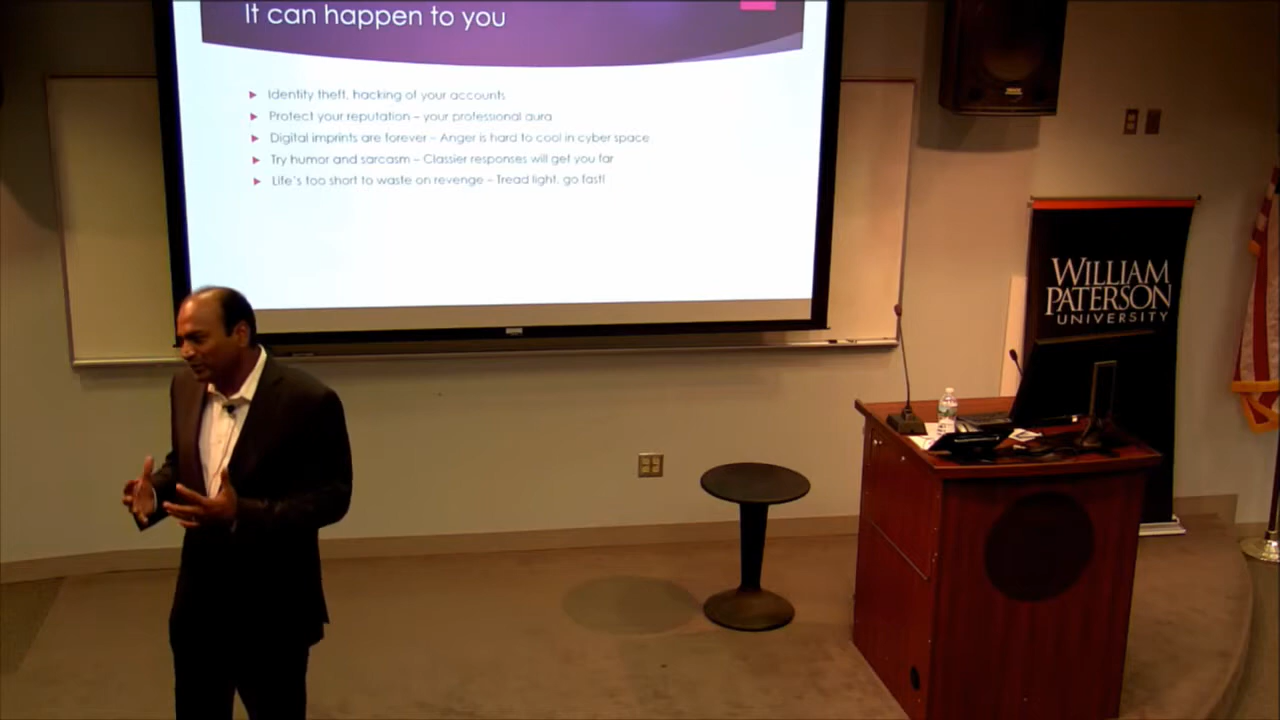 It can happen to you
Identity theft, hacking of your accounts
Protect your reputation – your professional aura
Digital imprints are forever – Anger is hard to cool in cyber space
Try humor and sarcasm – Classier responses will get you far
Life's too short to waste on revenge – Tread light, go fast!
WILLIAM
PATERSON
UNIVERSITY